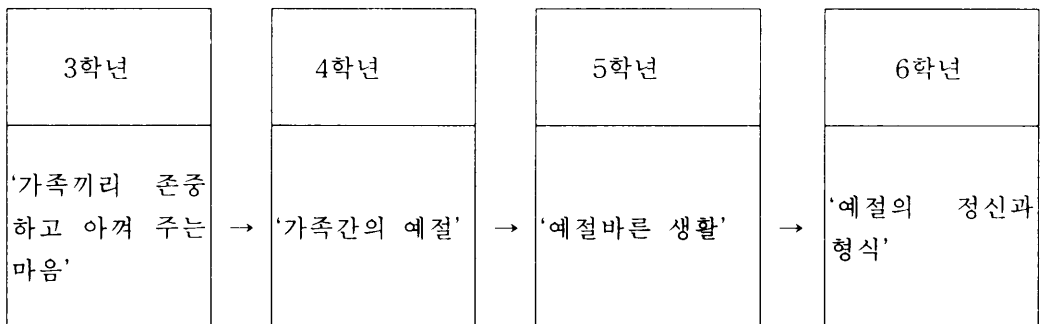 3학년
4학년
5학년
6학년
‘가족끼리 존중
하고 아껴 주는
마음’
→
‘가족간의 예절’
→
‘예절바른 생활’
→
‘예절의 정신과
형식’